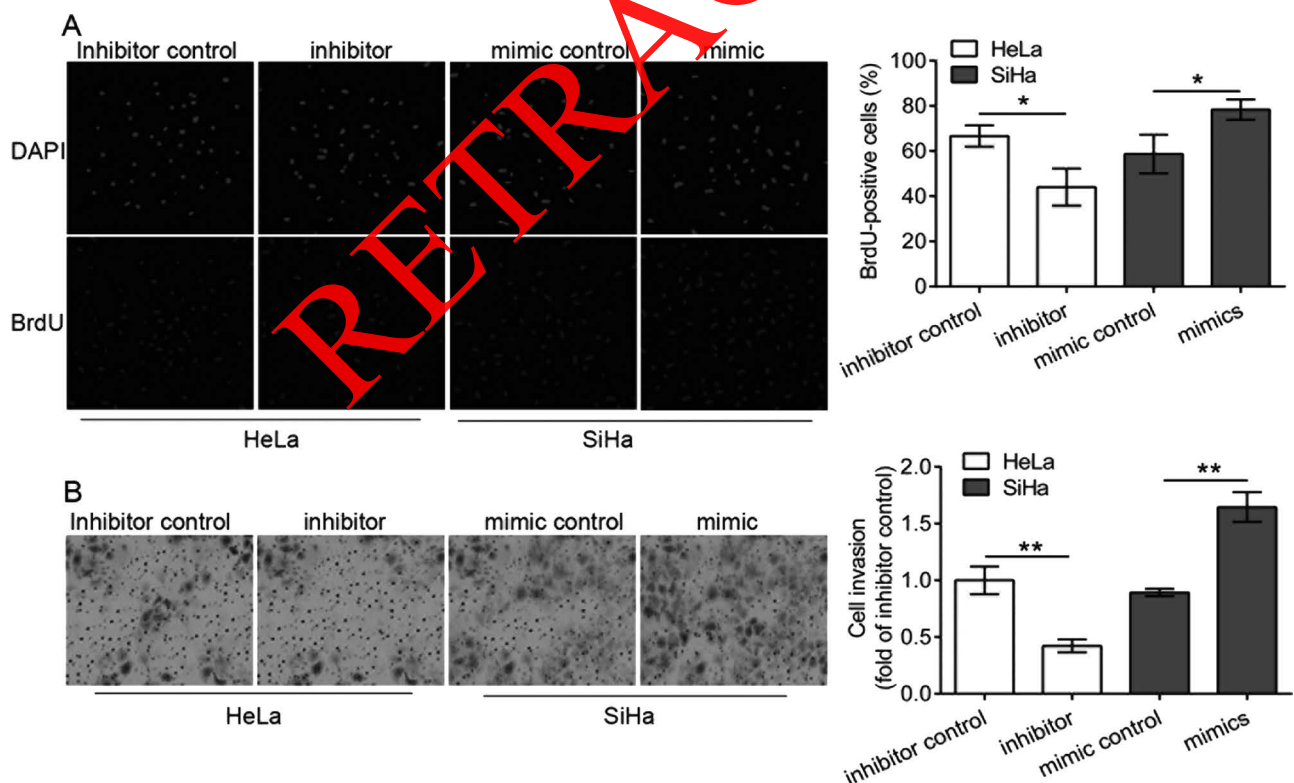 A
Inhibitor control inhibitor mimic control mimic
DAPI
BrdU
HeLa SiHa
RETRAC
HeLa
SiHa
BrdU-positive cells (%)
100
80
60
40
20
0
* *
inhibitor control inhibitor mimic control mimics
B
Inhibitor control inhibitor mimic control mimic
HeLa SiHa
HeLa
SiHa
Cell invasion
(fold of inhibitor control)
2.0
1.5
1.0
0.5
0.0
** **
inhibitor control inhibitor mimic control mimics